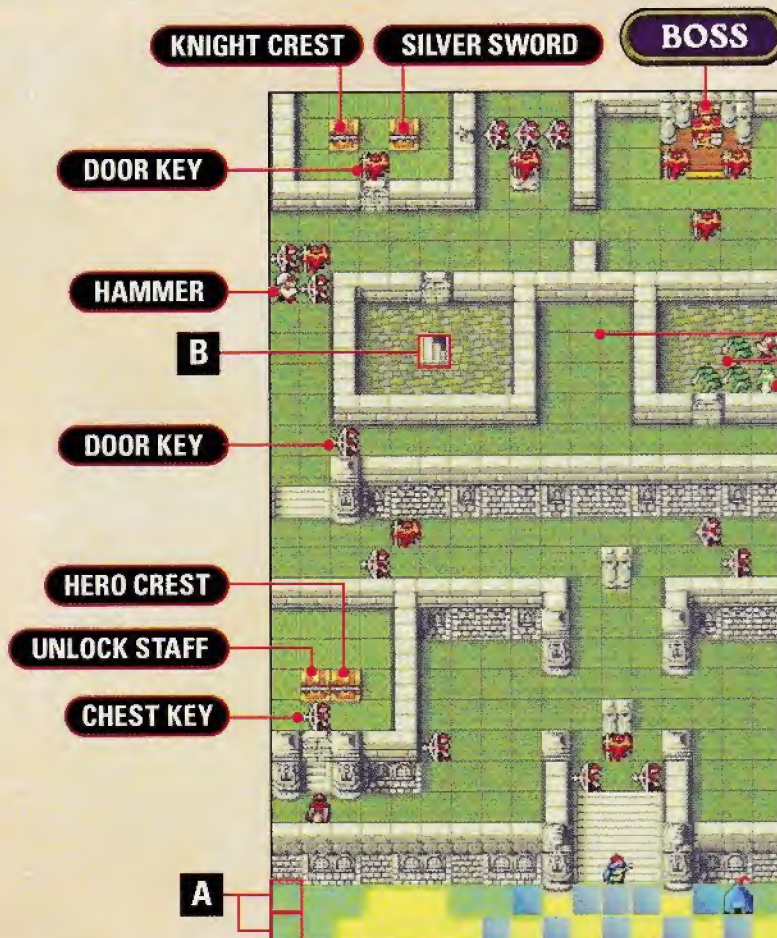 KNIGHT CREST
SILVER SWORD
BOSS
DOOR KEY
HAMMER
B
DOOR KEY
HERO CREST
UNLOCK STAFF
CHEST KEY
A